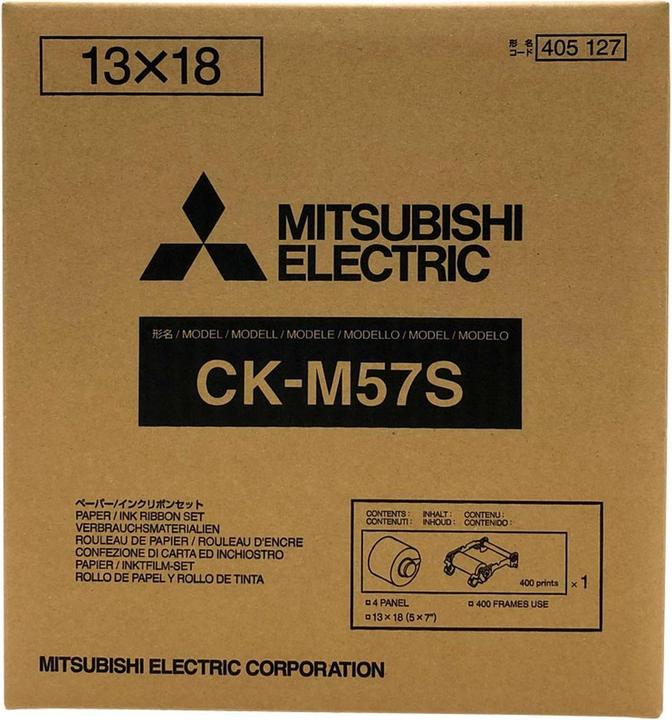 13×18
形名コード 405 127
MITSUBISHI
ELECTRIC
形名 / MODEL / MODELL / MODELE / MODELLO / MODEL / MODELO
CK-M57S
ペーパー/インクリボンセット
PAPER / INK RIBBON SET
VERBRAUCHSMATERIALIEN
ROULEAU DE PAPIER / ROULEAU D'ENCRE
CONFEZIONE DI CARTA ED INCHIOSTRO
PAPIER / INKTFILM-SET
ROLLO DE PAPEL Y ROLLO DE TINTA
CONTENTS: INHALT: CONTENU:
CONTENUTI: INHOUD: CONTENIDO:
400 prints × 1
□ 4 PANEL □ 400 FRAMES USE
□ 13×18 (5×7")
MITSUBISHI ELECTRIC CORPORATION